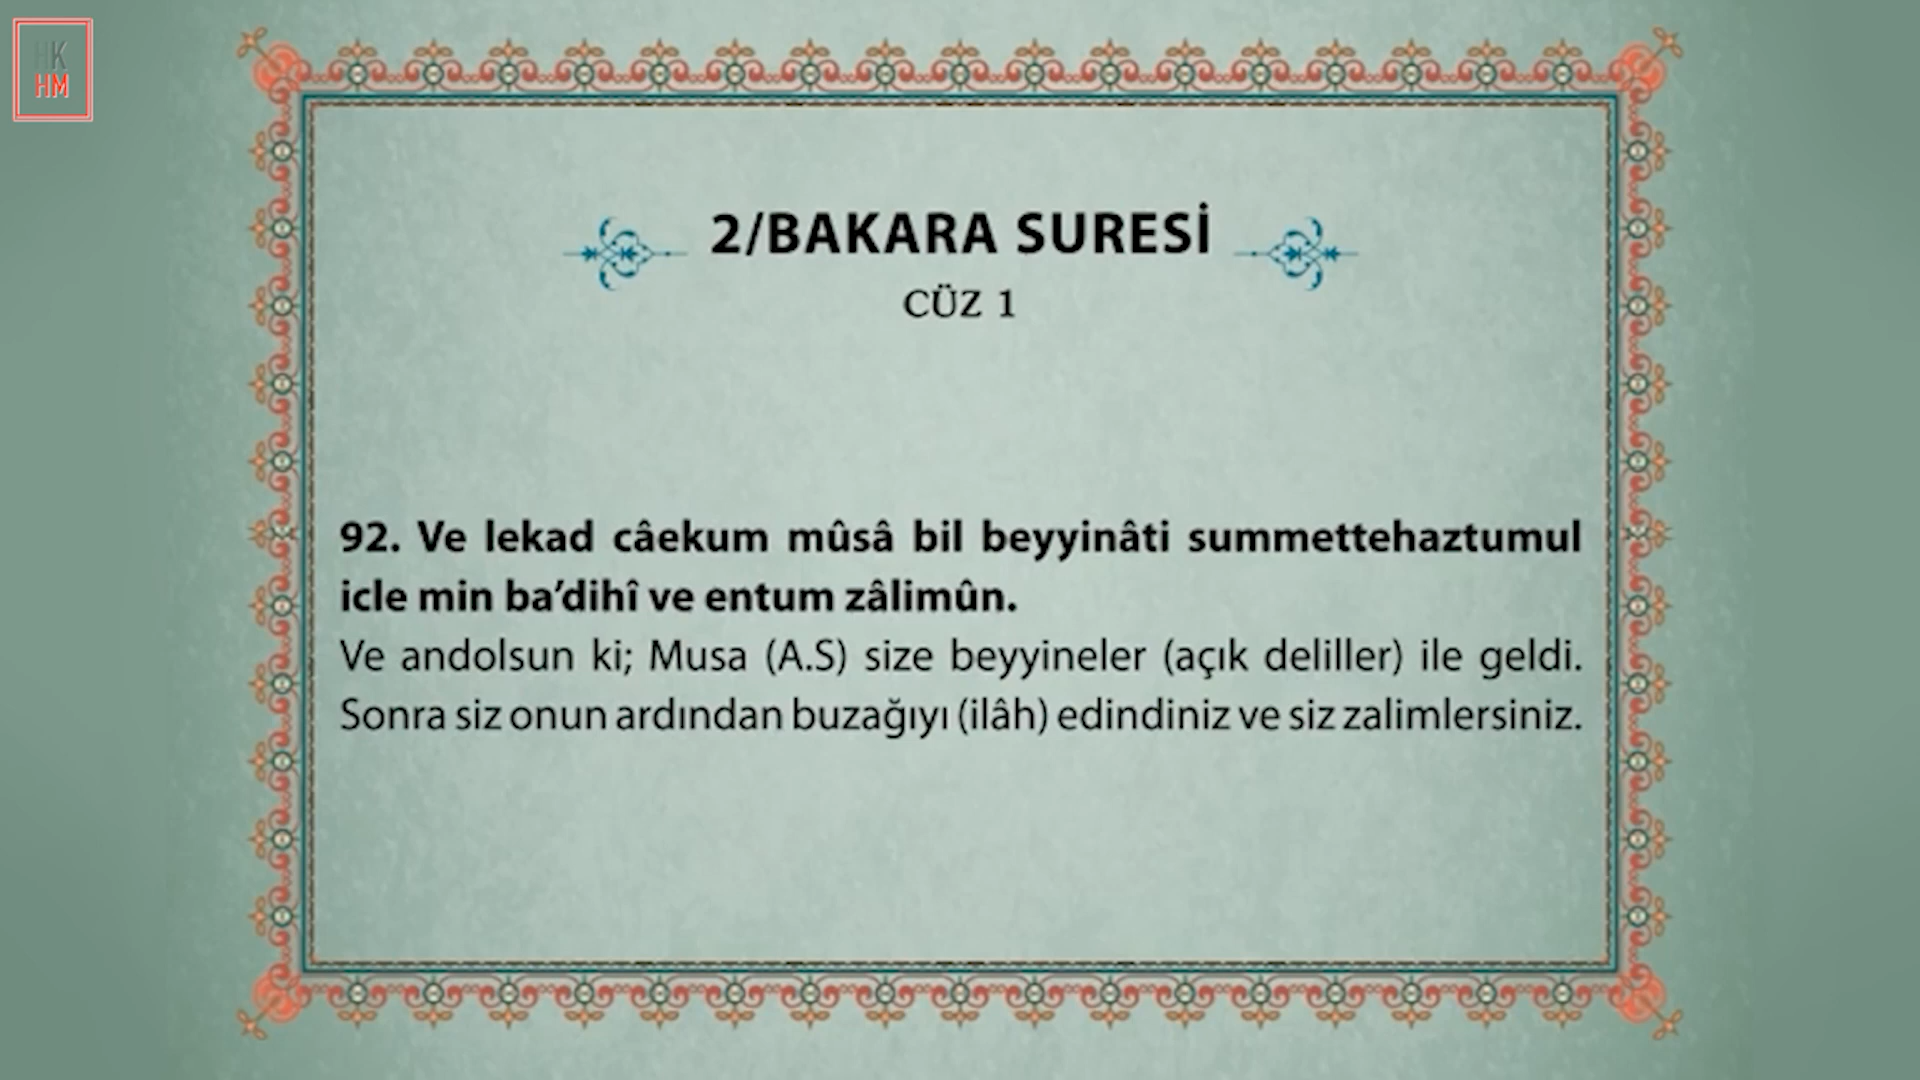 HK
HM
2/BAKARA SURESİ
CÜZ 1
92. Ve lekad câekum mûsâ bil beyyinâti summettehaztumul
icle min ba’dihî ve entum zâlimûn.
Ve andolsun ki; Musa (A.S) size beyyineler (açık deliller) ile geldi.
Sonra siz onun ardından buzağıyı (ilâh) edindiniz ve siz zalimlersiniz.